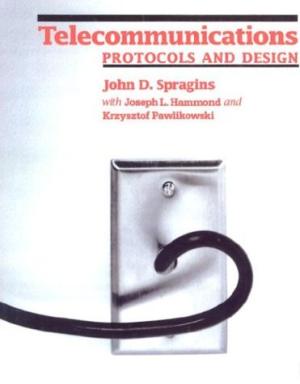 Telecommunications
PROTOCOLS AND DESIGN
John D. Spragins
with Joseph L. Hammond and
Krzysztof Pawlikowski